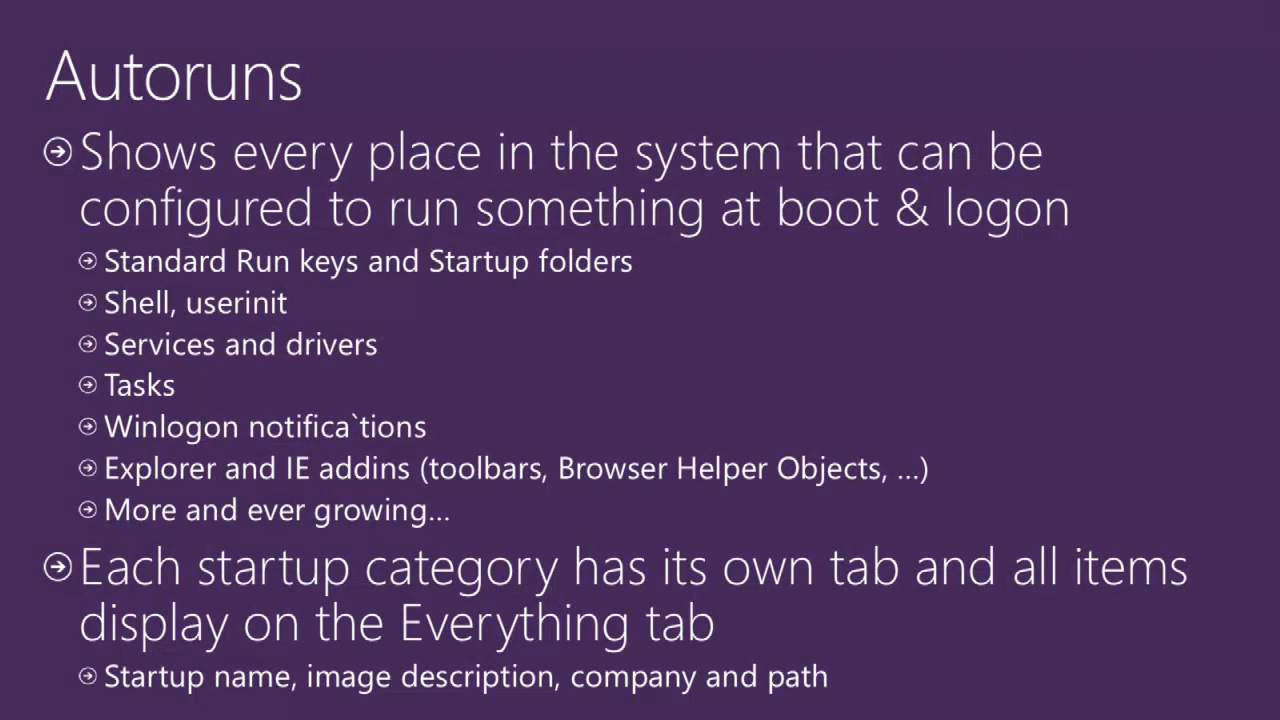 Autoruns
Shows every place in the system that can be
configured to run something at boot & logon
Standard Run keys and Startup folders
Shell, userinit
Services and drivers
Tasks
Winlogon notifica`tions
Explorer and IE addins (toolbars, Browser Helper Objects, ...)
More and ever growing...
Each startup category has its own tab and all items
display on the Everything tab
Startup name, image description, company and path